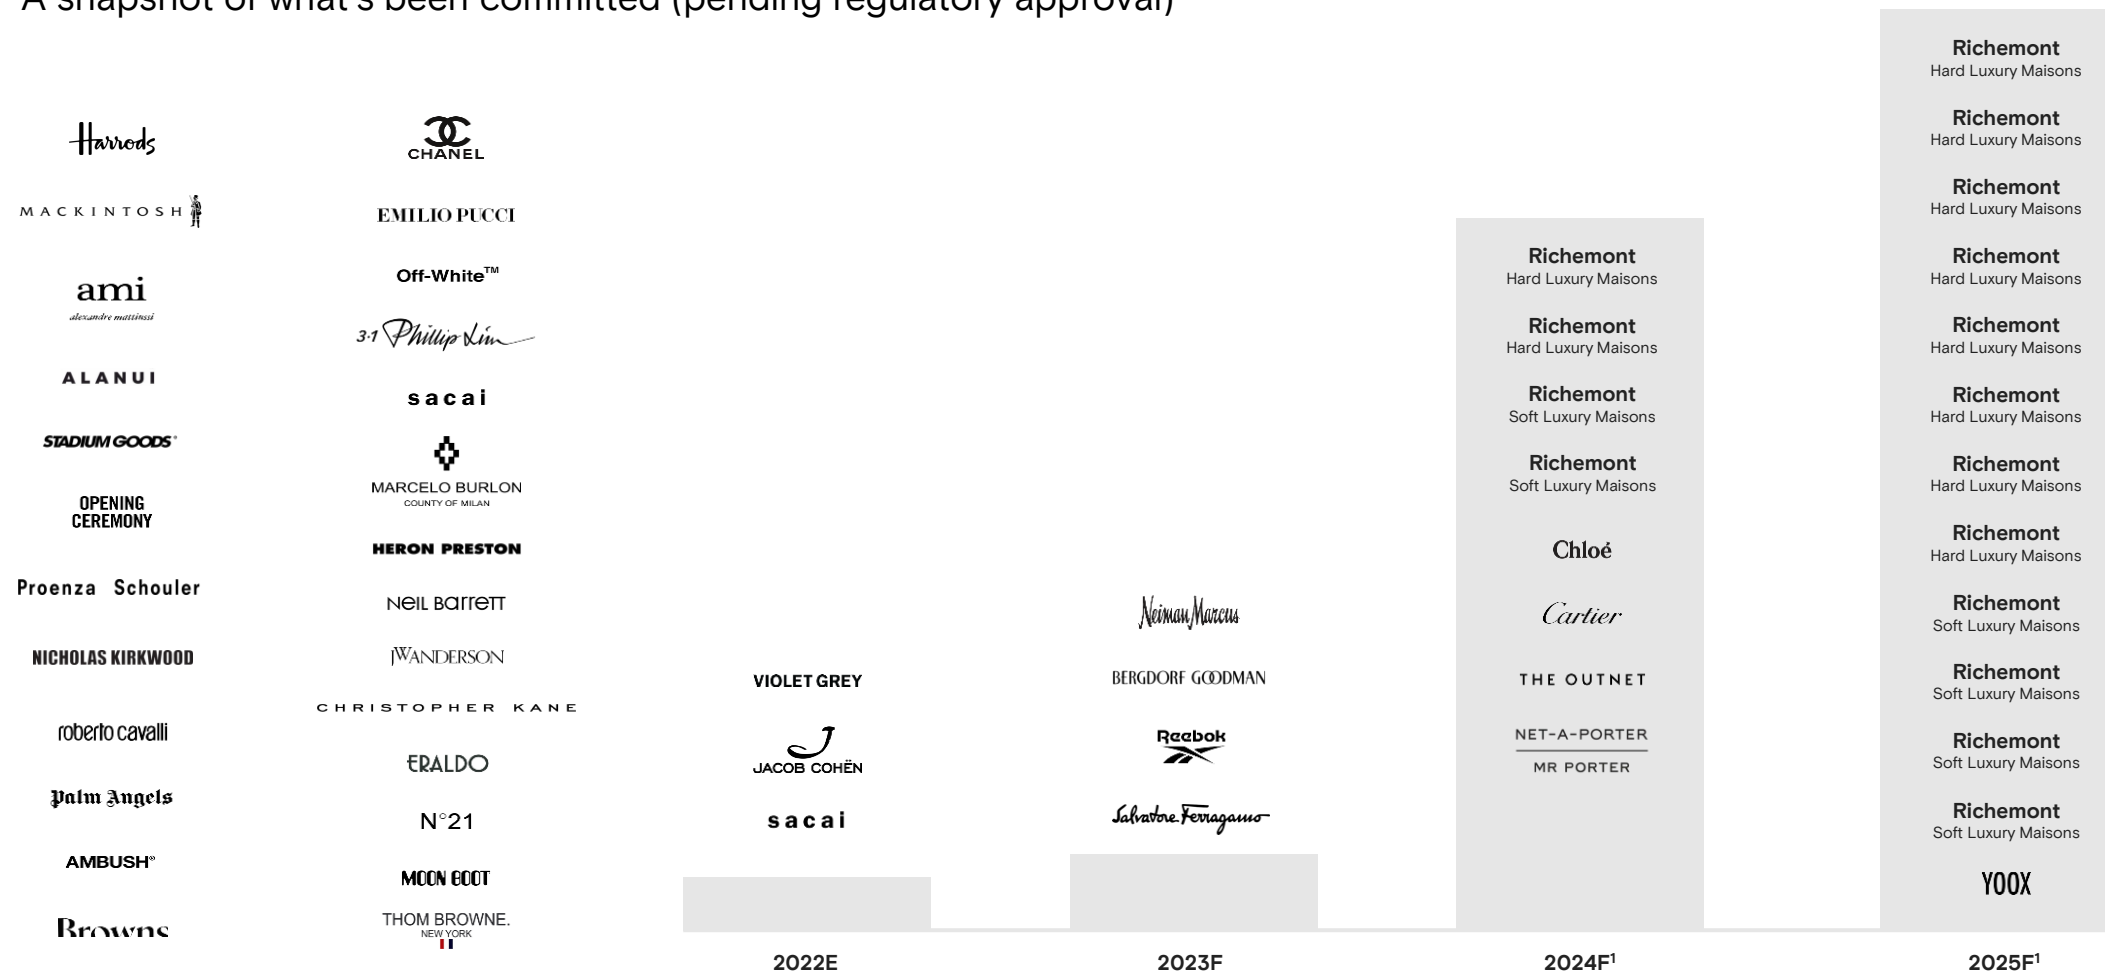 A snapshot of what's been committed (pending regulatory approval)
Harrods
MACKINTOSH
ami
alexandre mattiussi
ALANUI
STADIUM GOODS®
OPENING
CEREMONY
Proenza Schouler
NICHOLAS KIRKWOOD
roberto cavalli
Palm Angels
AMBUSH®
Browns
CHANEL
EMILIO PUCCI
Off-White™
3.1 Phillip Lim
sacai
MARCELO BURLON
COUNTY OF MILAN
HERON PRESTON
NEIL BARRETT
JW ANDERSON
CHRISTOPHER KANE
ERALDO
N°21
MOON BOOT
THOM BROWNE.
NEW YORK
VIOLET GREY
JACOB COHËN
sacai
2022E
Neiman Marcus
BERGDORF GOODMAN
Reebok
Salvatore Ferragamo
2023F
Richemont
Hard Luxury Maisons
Richemont
Hard Luxury Maisons
Richemont
Soft Luxury Maisons
Richemont
Soft Luxury Maisons
Chloé
Cartier
THE OUTNET
NET-A-PORTER
MR PORTER
2024F¹
Richemont
Hard Luxury Maisons
Richemont
Hard Luxury Maisons
Richemont
Hard Luxury Maisons
Richemont
Hard Luxury Maisons
Richemont
Hard Luxury Maisons
Richemont
Hard Luxury Maisons
Richemont
Hard Luxury Maisons
Richemont
Hard Luxury Maisons
Richemont
Soft Luxury Maisons
Richemont
Soft Luxury Maisons
Richemont
Soft Luxury Maisons
Richemont
Soft Luxury Maisons
YOOX
2025F¹